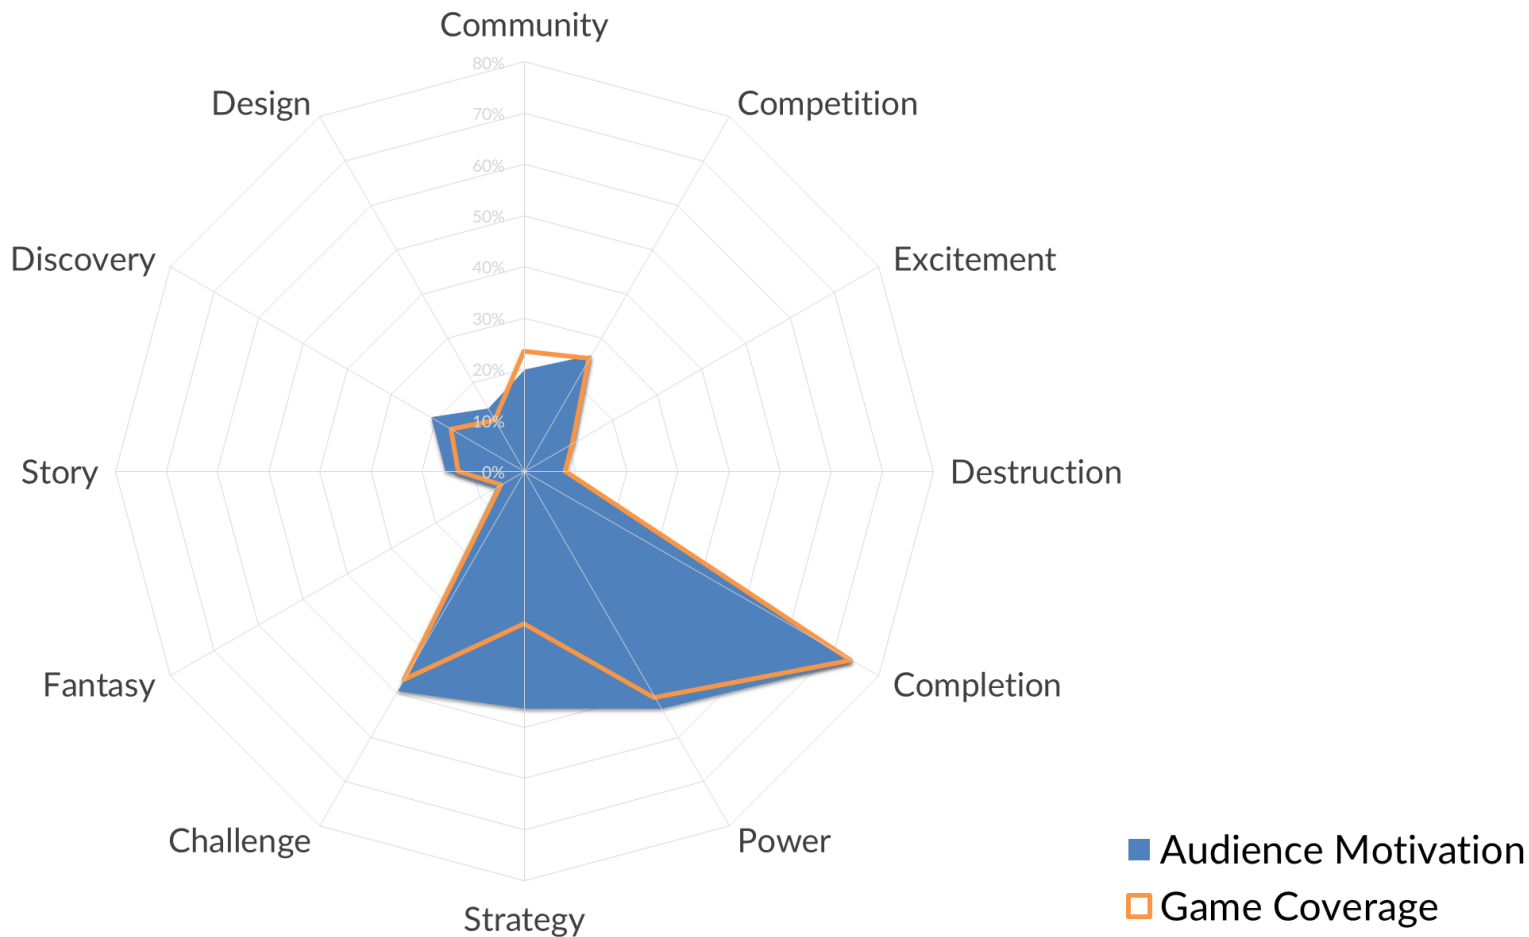 Community
80%
Design
Competition
70%
60%
50%
Discovery
Excitement
40%
30%
20%
10%
Story
0%
Destruction
Fantasy
Completion
Challenge
Power
Strategy
Audience Motivation
Game Coverage